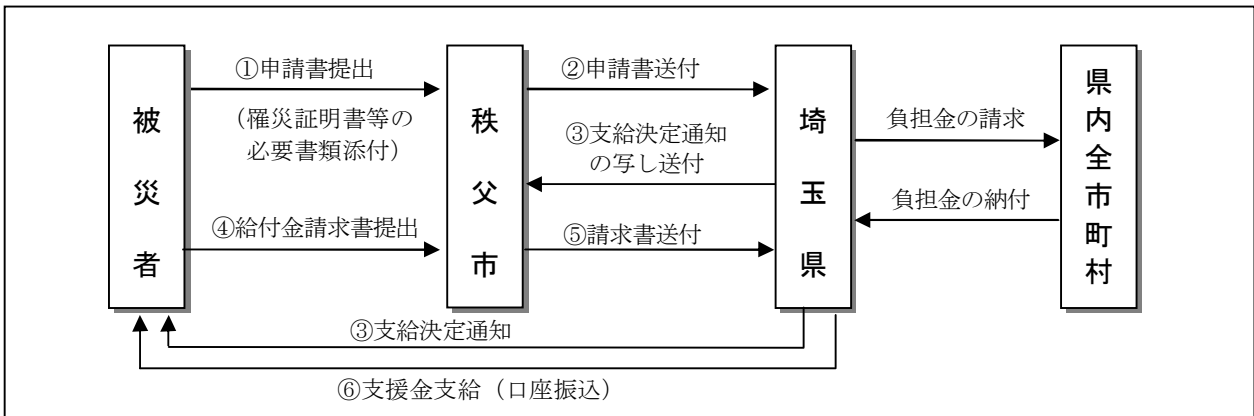 被災者
①申請書提出
（罹災証明書等の
必要書類添付）
④給付金請求書提出
秩父市
②申請書送付
③支給決定通知
の写し送付
⑤請求書送付
埼玉県
負担金の請求
負担金の納付
県内全市町村
③支給決定通知
⑥支援金支給（口座振込）